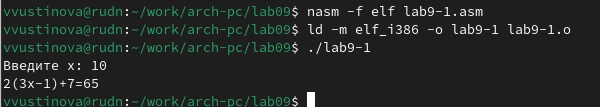 vvustinova@rudn:~/work/arch-pc/lab09$ nasm -f elf lab9-1.asm
vvustinova@rudn:~/work/arch-pc/lab09$ ld -m elf_i386 -o lab9-1 lab9-1.o
vvustinova@rudn:~/work/arch-pc/lab09$ ./lab9-1
Введите x: 10
2(3x-1)+7=65
vvustinova@rudn:~/work/arch-pc/lab09$